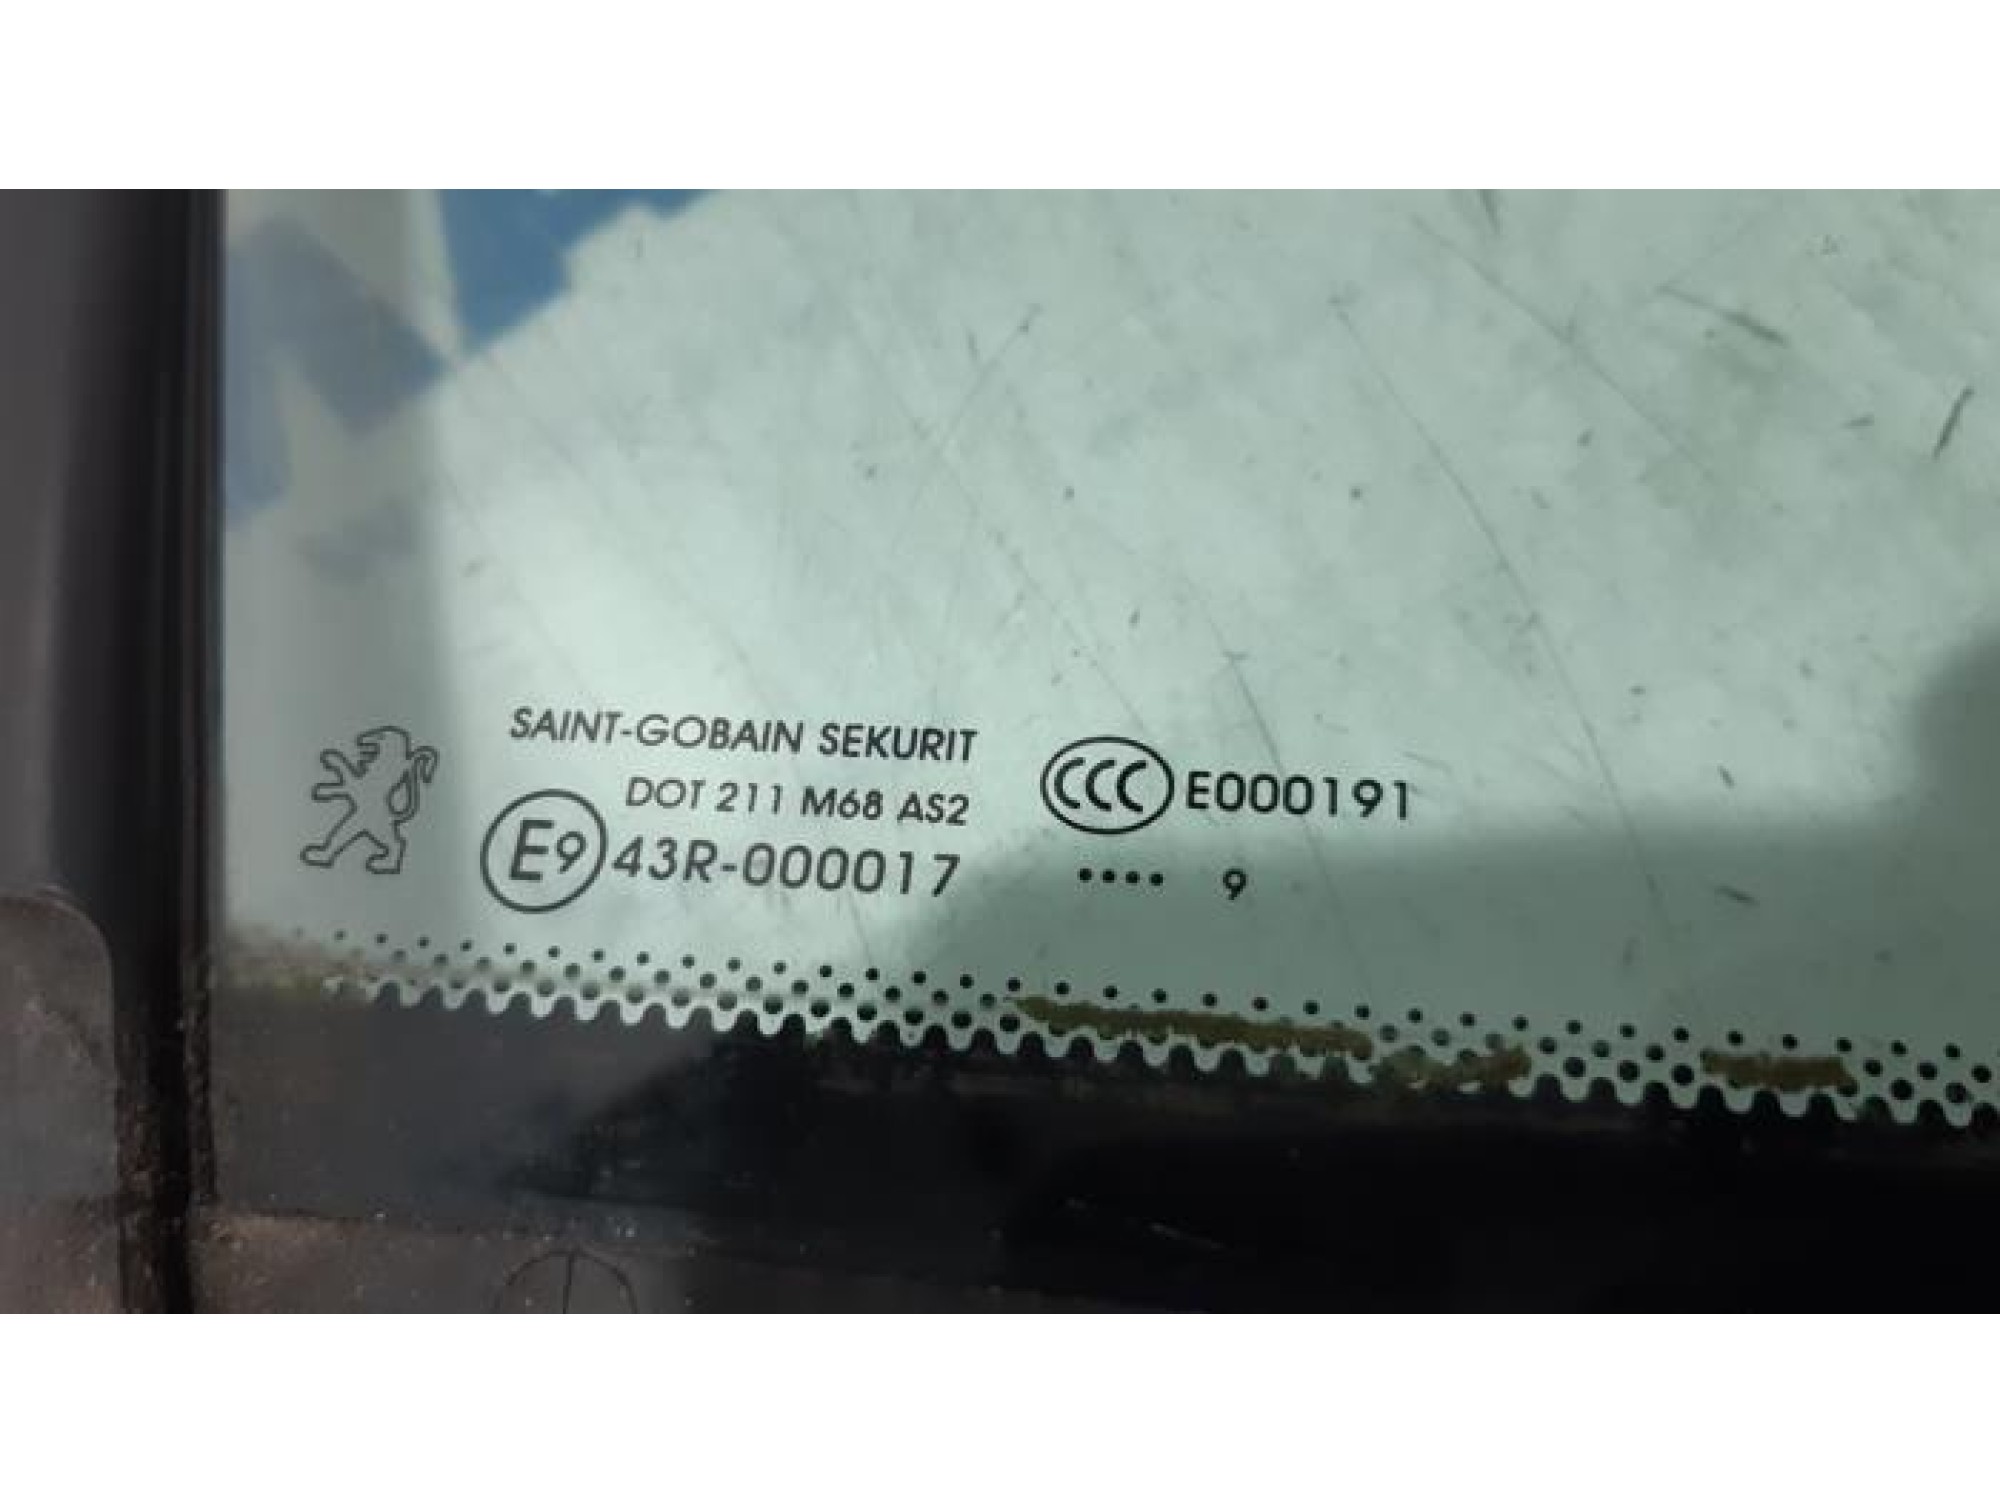 SAINT-GOBAIN SEKURIT
DOT 211 M68 AS2
E9 43R-000017
CCC E000191
.... 9